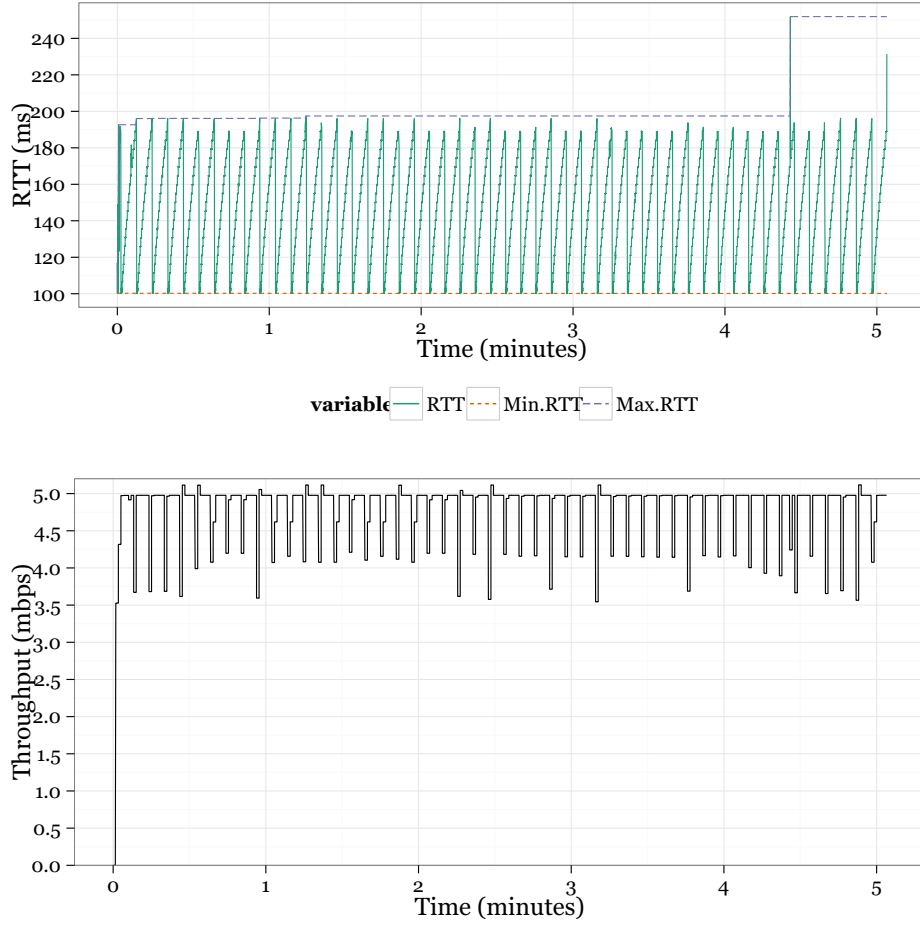 RTT (ms)
240
220
200
180
160
140
120
100
0 1 2 3 4 5
Time (minutes)
variable RTT Min.RTT Max.RTT
Throughput (mbps)
5.0
4.5
4.0
3.5
3.0
2.5
2.0
1.5
1.0
0.5
0.0
0 1 2 3 4 5
Time (minutes)